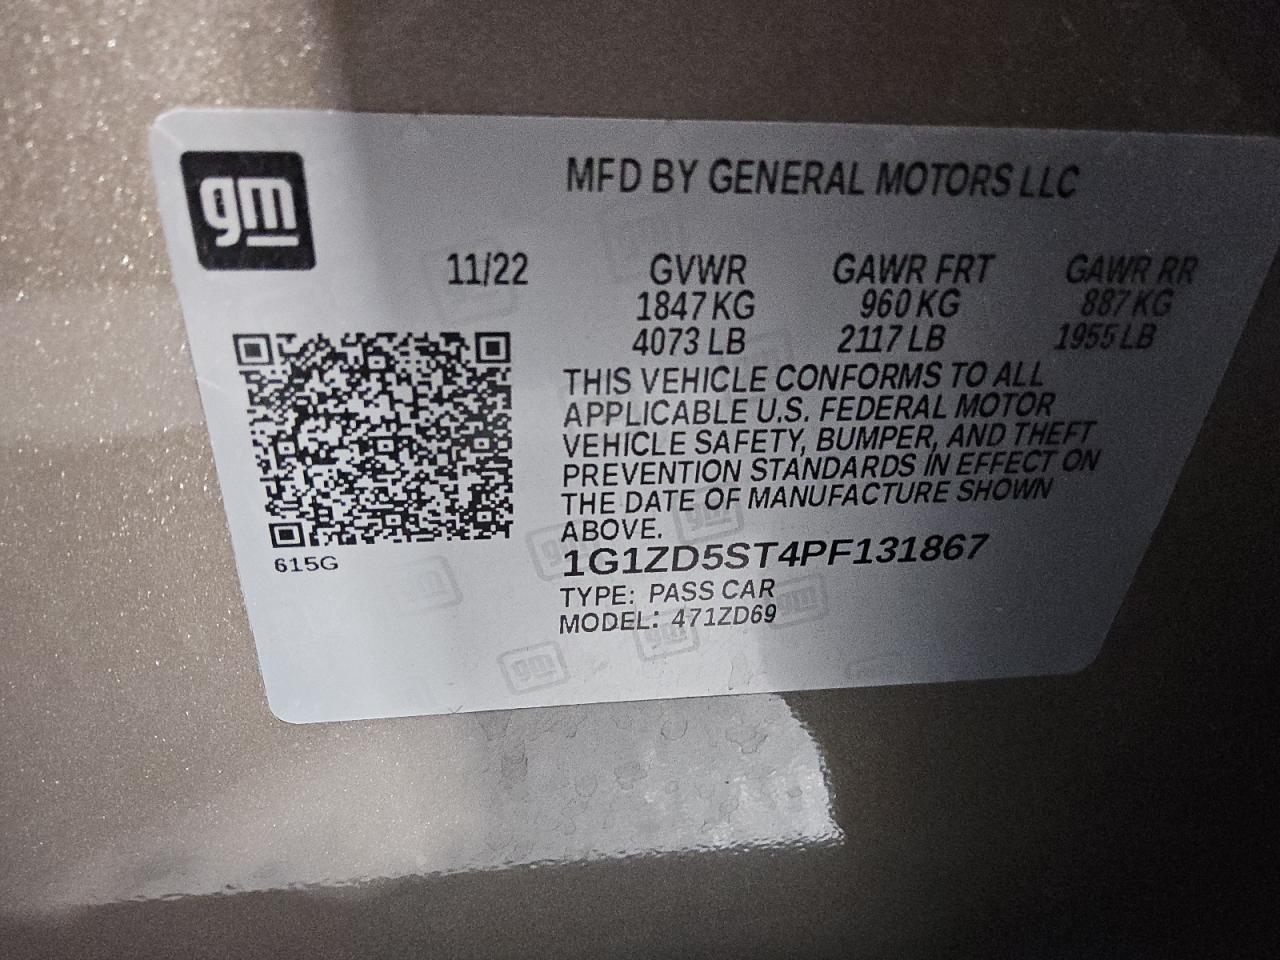 gm
MFD BY GENERAL MOTORS LLC
11/22 GVWR GAWR FRT GAWR RR
1847 KG 960 KG 887 KG
4073 LB 2117 LB 1955 LB
THIS VEHICLE CONFORMS TO ALL
APPLICABLE U.S. FEDERAL MOTOR
VEHICLE SAFETY, BUMPER, AND THEFT
PREVENTION STANDARDS IN EFFECT ON
THE DATE OF MANUFACTURE SHOWN
ABOVE.
615G
1G1ZD5ST4PF131867
TYPE: PASS CAR
MODEL: 471ZD69